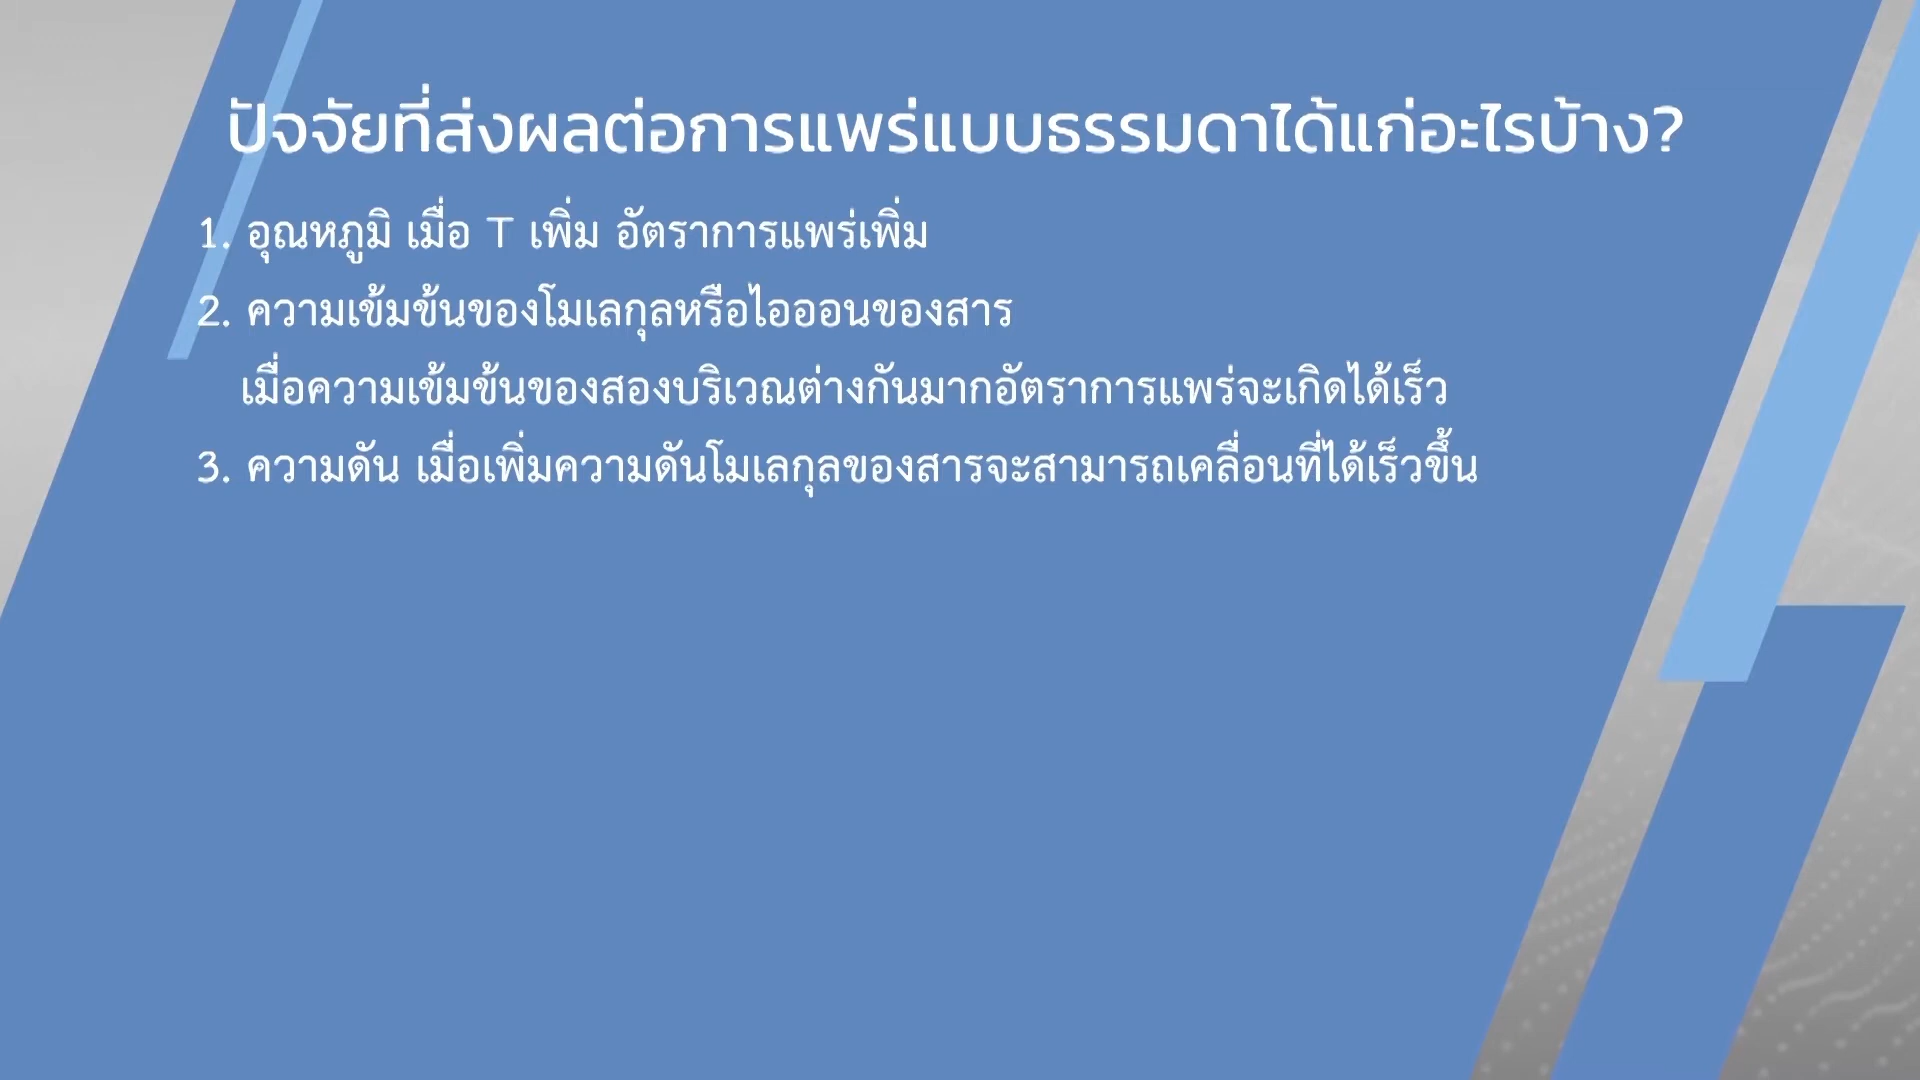 ปัจจัยที่ส่งผลต่อการแพร่แบบธรรมดาได้แก่อะไรบ้าง?
1. อุณหภูมิ เมื่อ T เพิ่ม อัตราการแพร่เพิ่ม
2. ความเข้มข้นของโมเลกุลหรือไอออนของสาร
เมื่อความเข้มข้นของสองบริเวณต่างกันมากอัตราการแพร่จะเกิดได้เร็ว
3. ความดัน เมื่อเพิ่มความดันโมเลกุลของสารจะสามารถเคลื่อนที่ได้เร็วขึ้น